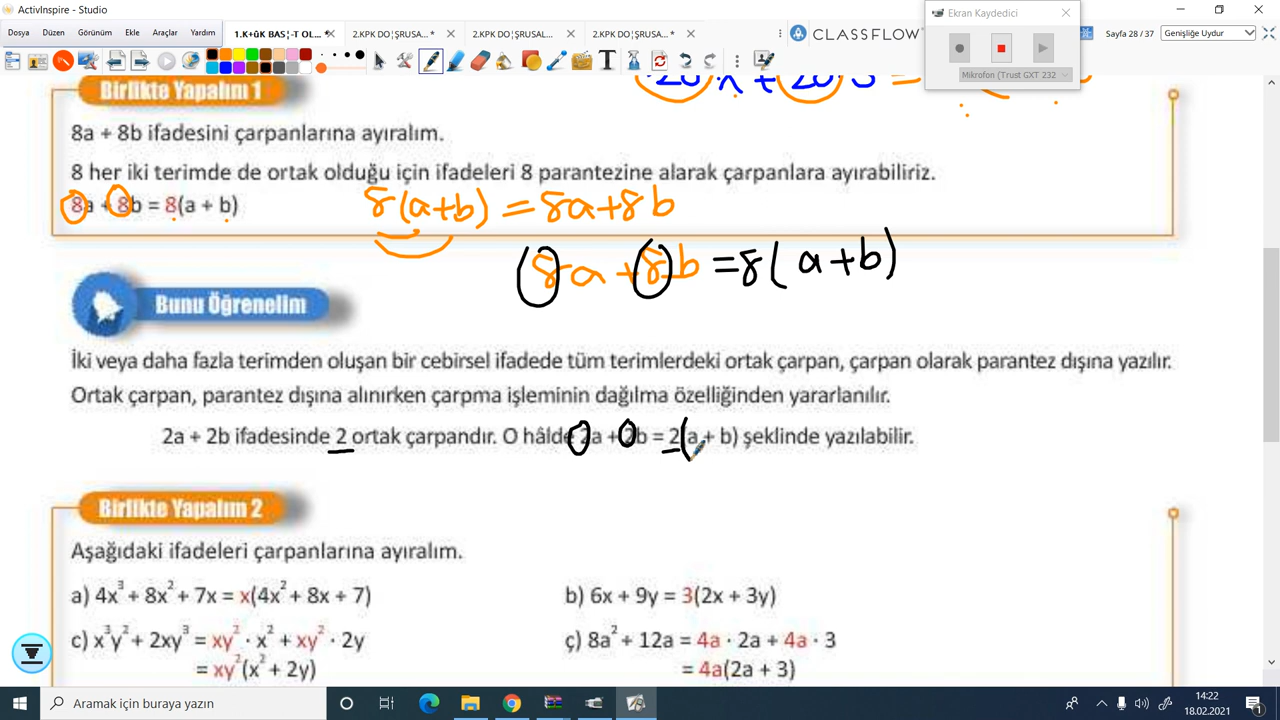 ActivInspire - Studio
Ekran Kaydedici
Dosya Düzen Görünüm Ekle Araçlar Yardım
1.K+ûK BAS¦-T OL...
2.KPK DO¦ŞRUSA...*
2.KPK DO¦ŞRUSAL...
2.KPK DO¦ŞRUSA...*
CLASSFLOW
Sayfa 28 / 37
Genişliğe Uydur
Mikrofon (Trust GXT 232
Birlikte Yapalım 1
8a + 8b ifadesini çarpanlarına ayıralım.
8 her iki terimde de ortak olduğu için ifadeleri 8 parantezine alarak çarpanlara ayırabiliriz.
8a + 8b = 8(a + b)
8(a+b) = 8a+8b
8a+8b=8(a+b)
Bunu Öğrenelim
İki veya daha fazla terimden oluşan bir cebirsel ifadede tüm terimlerdeki ortak çarpan, çarpan olarak parantez dışına yazılır.
Ortak çarpan, parantez dışına alınırken çarpma işleminin dağılma özelliğinden yararlanılır.
2a + 2b ifadesinde 2 ortak çarpandır. O hâlde 2a + 2b = 2(a + b) şeklinde yazılabilir.
Birlikte Yapalım 2
Aşağıdaki ifadeleri çarpanlarına ayıralım.
a) 4x³ + 8x² + 7x = x(4x² + 8x + 7)
b) 6x + 9y = 3(2x + 3y)
c) x³y² + 2xy³ = xy² · x² + xy² · 2y
= xy²(x² + 2y)
ç) 8a² + 12a = 4a · 2a + 4a · 3
= 4a(2a + 3)
Aramak için buraya yazın
14:22
18.02.2021